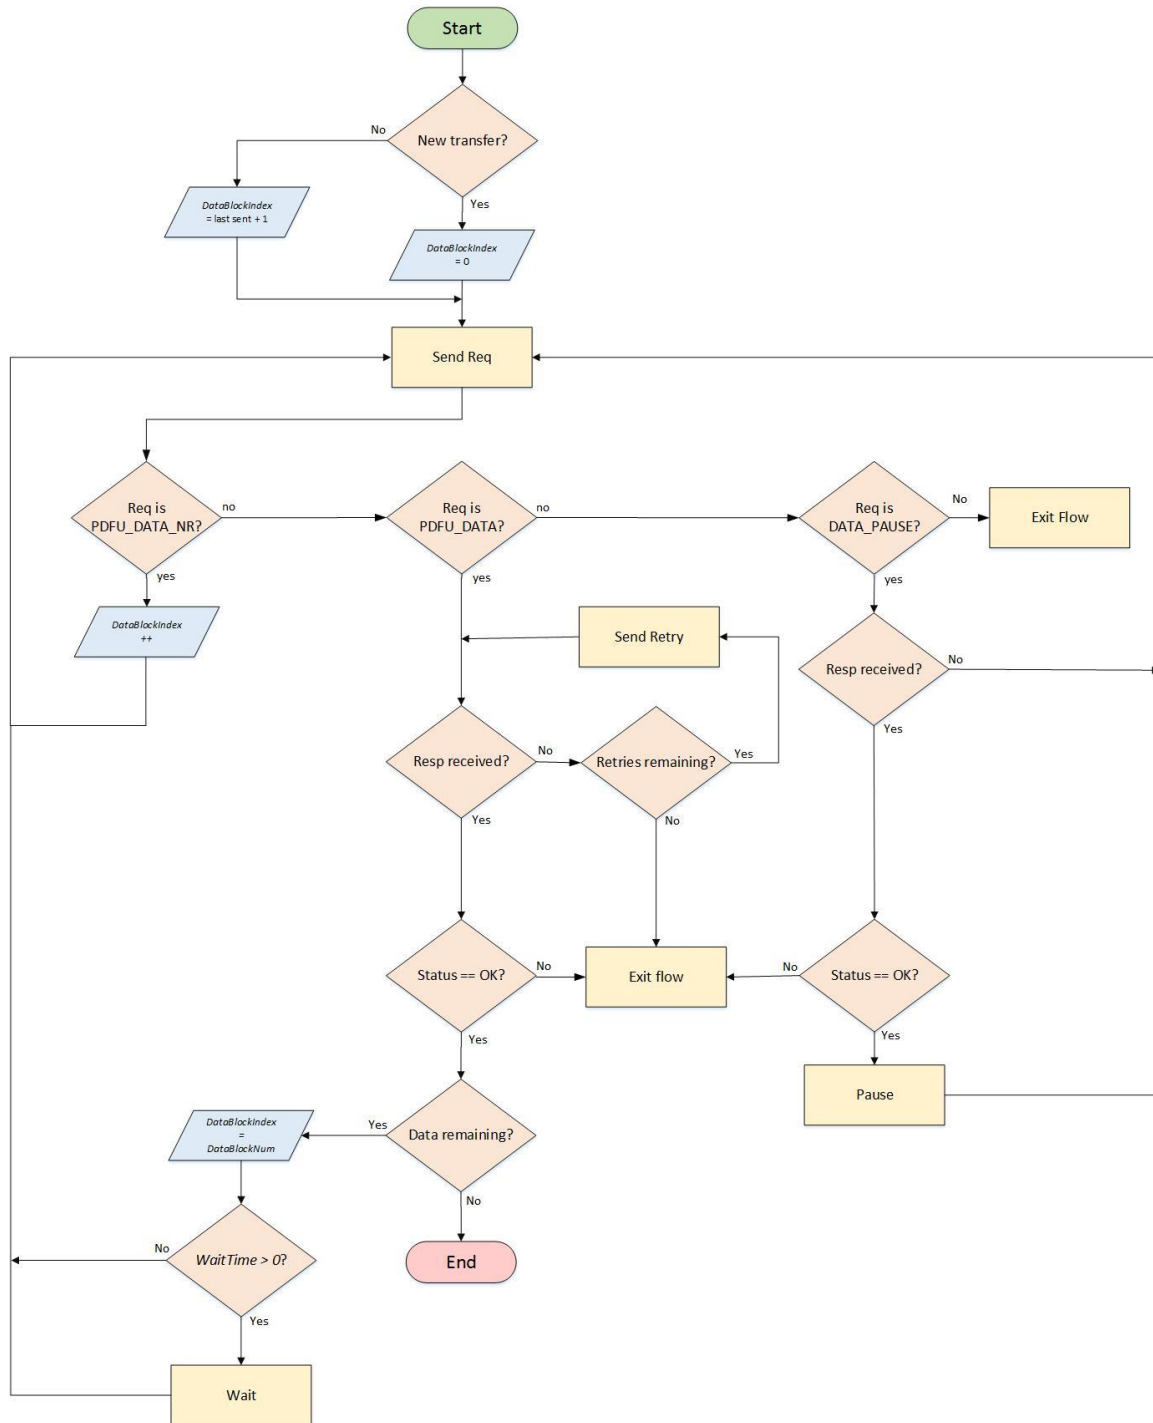 Start
New transfer?
No
Yes
DataBlockIndex
= last sent + 1
DataBlockIndex
= 0
Send Req
Req is
PDFU_DATA_NR?
no
yes
Req is
PDFU_DATA?
no
yes
Req is
DATA_PAUSE?
No
yes
Exit Flow
DataBlockIndex
++
Send Retry
Resp received?
No
Yes
Resp received?
No
Yes
Retries remaining?
Yes
No
Status == OK?
No
Yes
Exit flow
Status == OK?
No
Yes
Pause
Data remaining?
Yes
No
DataBlockIndex
=
DataBlockNum
WaitTime > 0?
No
Yes
End
Wait